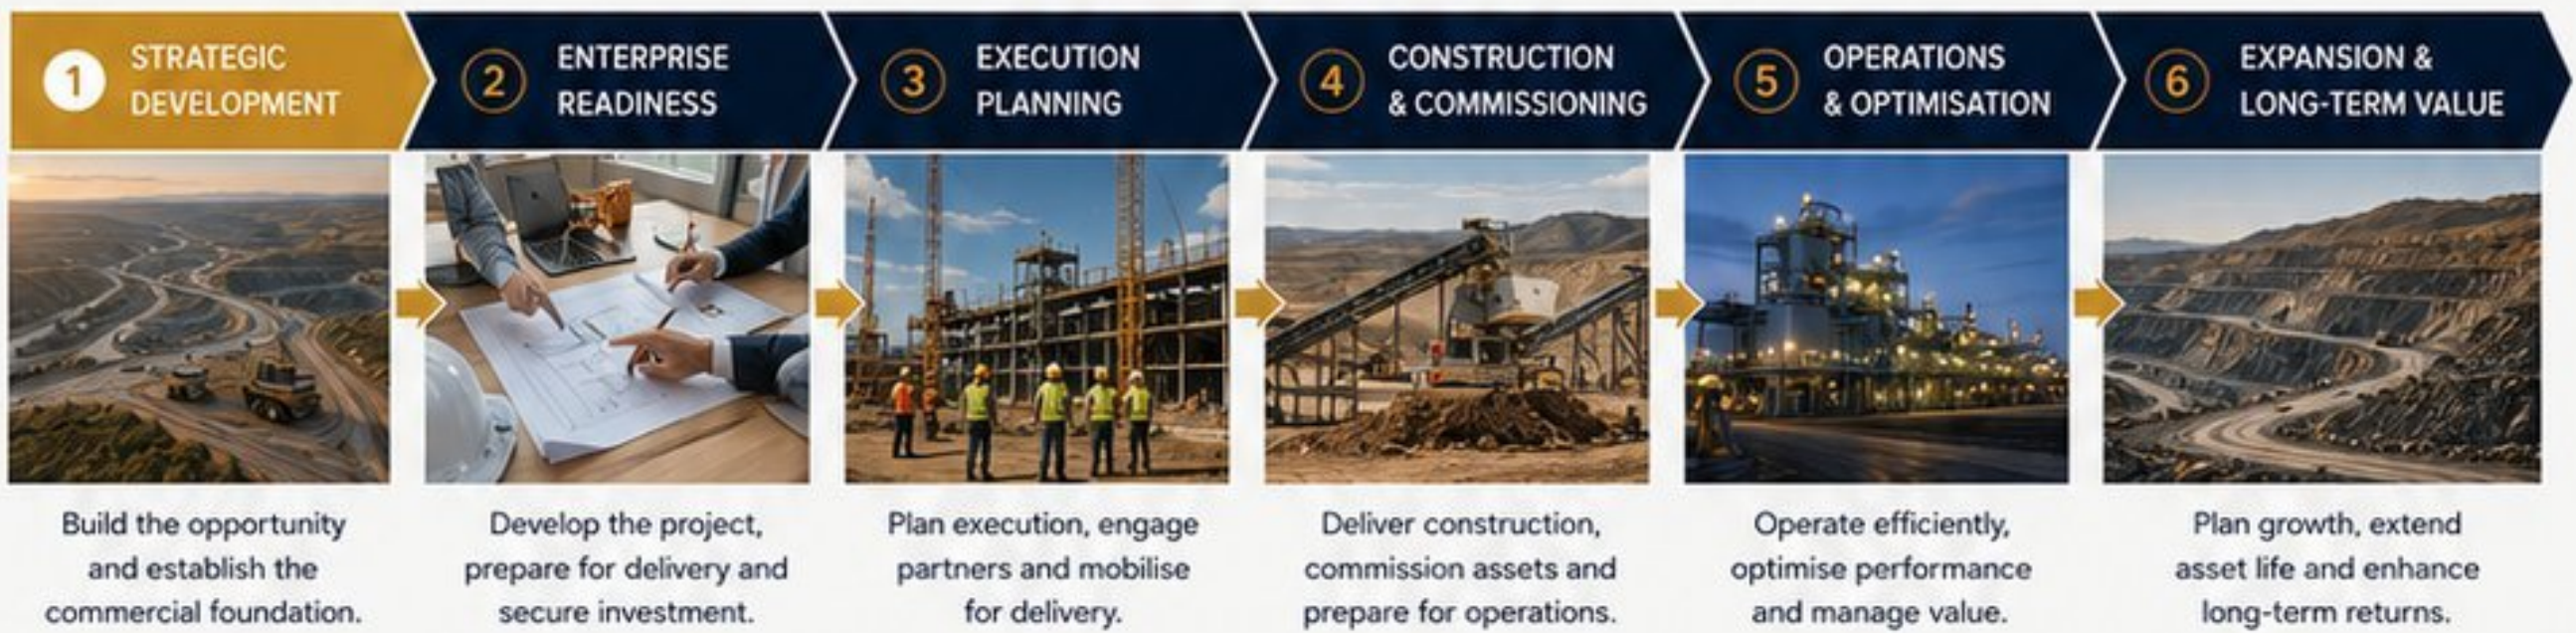 1
STRATEGIC
DEVELOPMENT
2
ENTERPRISE
READINESS
3
EXECUTION
PLANNING
4
CONSTRUCTION
& COMMISSIONING
5
OPERATIONS
& OPTIMISATION
6
EXPANSION &
LONG-TERM VALUE
Build the opportunity
and establish the
commercial foundation.
Develop the project,
prepare for delivery and
secure investment.
Plan execution, engage
partners and mobilise
for delivery.
Deliver construction,
commission assets and
prepare for operations.
Operate efficiently,
optimise performance
and manage value.
Plan growth, extend
asset life and enhance
long-term returns.